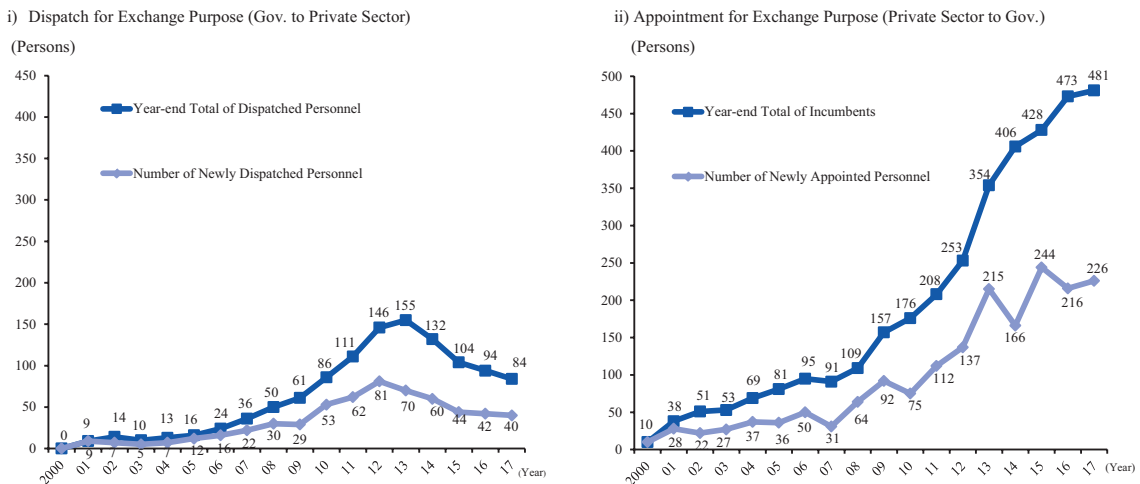 i) Dispatch for Exchange Purpose (Gov. to Private Sector)
(Persons)
450
400
350
300
250
200
150
100
50
0
Year-end Total of Dispatched Personnel
Number of Newly Dispatched Personnel
0 9 14 10 13 16 24 36 50 61 86 111 146 155 132 104 94 84
9 7 5 7 12 16 22 30 29 53 62 81 70 60 44 42 40
2000 01 02 03 04 05 06 07 08 09 10 11 12 13 14 15 16 17 (Year)
ii) Appointment for Exchange Purpose (Private Sector to Gov.)
(Persons)
500
450
400
350
300
250
200
150
100
50
0
Year-end Total of Incumbents
Number of Newly Appointed Personnel
10 38 51 53 69 81 95 91 109 157 176 208 253 354 406 428 473 481
28 22 27 37 36 50 31 64 92 75 112 137 215 166 244 216 226
2000 01 02 03 04 05 06 07 08 09 10 11 12 13 14 15 16 17 (Year)